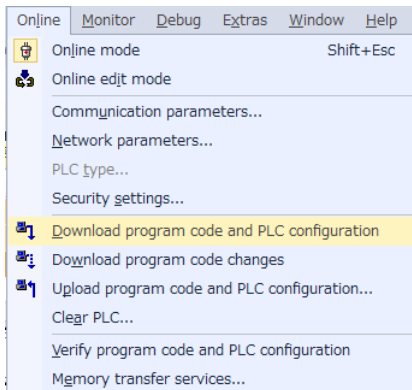 Online Monitor Debug Extras Window Help
Online mode Shift+Esc
Online edit mode
Communication parameters...
Network parameters...
PLC type...
Security settings...
Download program code and PLC configuration
Download program code changes
Upload program code and PLC configuration...
Clear PLC...
Verify program code and PLC configuration
Memory transfer services...